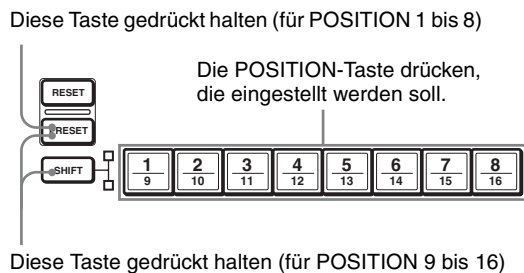 Diese Taste gedrückt halten (für POSITION 1 bis 8)
Die POSITION-Taste drücken,
die eingestellt werden soll.
RESET
RESET
SHIFT
1 2 3 4 5 6 7 8
9 10 11 12 13 14 15 16
Diese Taste gedrückt halten (für POSITION 9 bis 16)